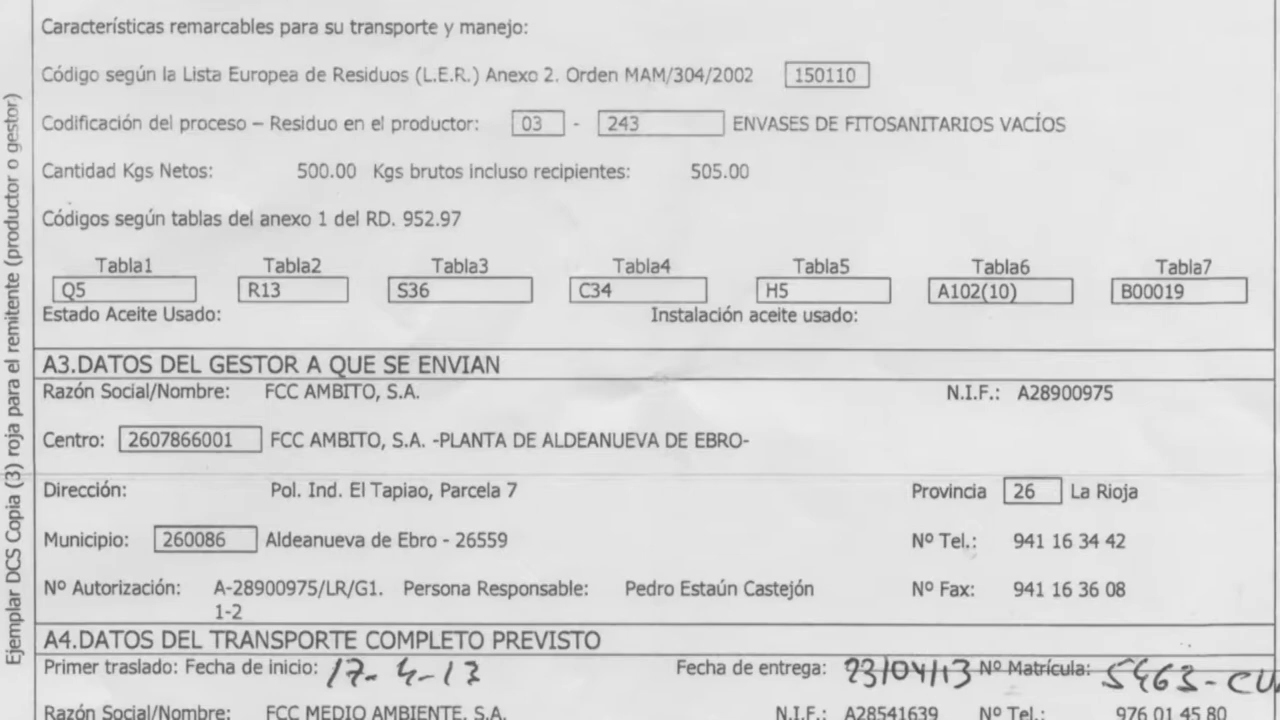 Características remarcables para su transporte y manejo:
Código según la Lista Europea de Residuos (L.E.R.) Anexo 2. Orden MAM/304/2002 150110
Codificación del proceso – Residuo en el productor: 03 - 243 ENVASES DE FITOSANITARIOS VACÍOS
Cantidad Kgs Netos: 500.00 Kgs brutos incluso recipientes: 505.00
Códigos según tablas del anexo 1 del RD. 952.97
Tabla1 Tabla2 Tabla3 Tabla4 Tabla5 Tabla6 Tabla7
Q5 R13 S36 C34 H5 A102(10) B00019
Estado Aceite Usado: Instalación aceite usado:
A3.DATOS DEL GESTOR A QUE SE ENVIAN
Razón Social/Nombre: FCC AMBITO, S.A. N.I.F.: A28900975
Centro: 2607866001 FCC AMBITO, S.A. -PLANTA DE ALDEANUEVA DE EBRO-
Dirección: Pol. Ind. El Tapiao, Parcela 7 Provincia 26 La Rioja
Municipio: 260086 Aldeanueva de Ebro - 26559 Nº Tel.: 941 16 34 42
Nº Autorización: A-28900975/LR/G1. Persona Responsable: Pedro Estaún Castejón Nº Fax: 941 16 36 08
1-2
A4.DATOS DEL TRANSPORTE COMPLETO PREVISTO
Primer traslado: Fecha de inicio: 17-4-13 Fecha de entrega: 23/04/13 Nº Matrícula: 5463-
Razón Social/Nombre: FCC MEDIO AMBIENTE, S.A. N.I.F.: A28541639 Nº Tel.: 976 01 45 80
Ejemplar DCS Copia (3) roja para el remitente (productor o gestor)